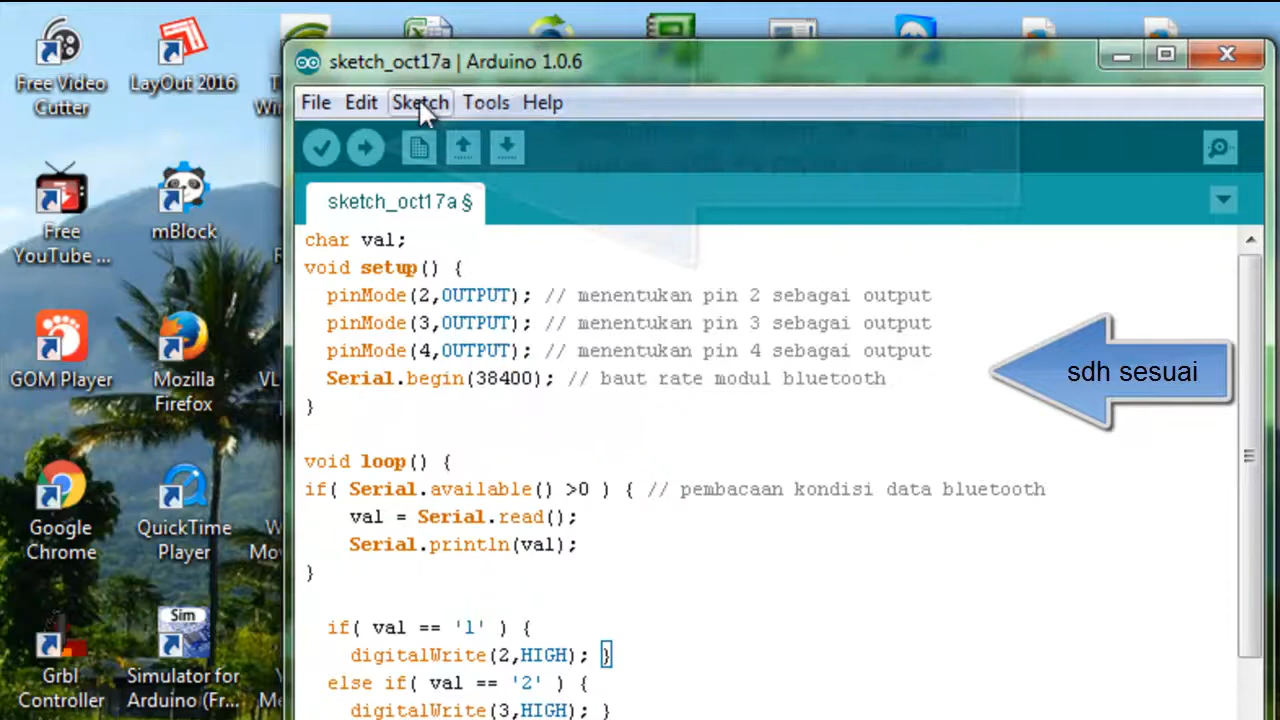 Free Video
Cutter
LayOut 2016
Free
YouTube ...
mBlock
GOM Player
Mozilla
Firefox
VL
Google
Chrome
QuickTime
Player
Mo
Grbl
Controller
Sim
Simulator for
Arduino (Fr...
sketch_oct17a | Arduino 1.0.6
File Edit Sketch Tools Help
sketch_oct17a §
char val;
void setup() {
pinMode(2,OUTPUT); // menentukan pin 2 sebagai output
pinMode(3,OUTPUT); // menentukan pin 3 sebagai output
pinMode(4,OUTPUT); // menentukan pin 4 sebagai output
Serial.begin(38400); // baut rate modul bluetooth
}
void loop() {
if( Serial.available() >0 ) { // pembacaan kondisi data bluetooth
val = Serial.read();
Serial.println(val);
}
if( val == '1' ) {
digitalWrite(2,HIGH); }
else if( val == '2' ) {
digitalWrite(3,HIGH); }
sdh sesuai